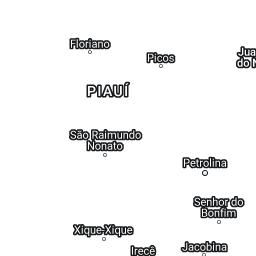 Floriano
Picos
Jua
do N
PIAUÍ
São Raimundo
Nonato
Petrolina
Senhor do
Bonfim
Xique-Xique
Irecê
Jacobina